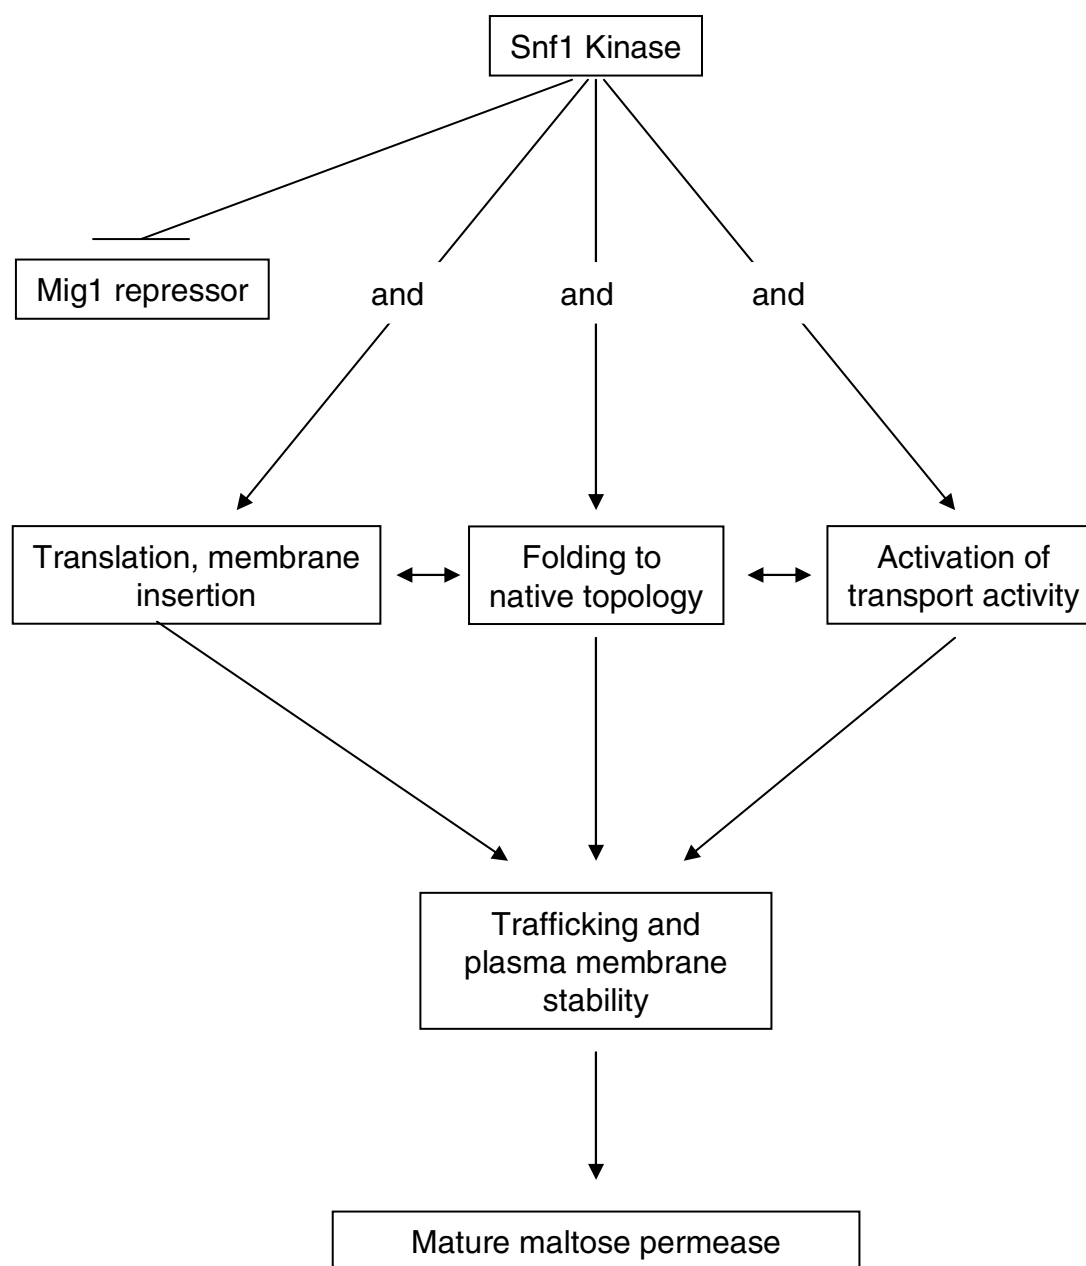 Snf1 Kinase
Mig1 repressor
and
and
and
Translation, membrane
insertion
Folding to
native topology
Activation of
transport activity
Trafficking and
plasma membrane
stability
Mature maltose permease